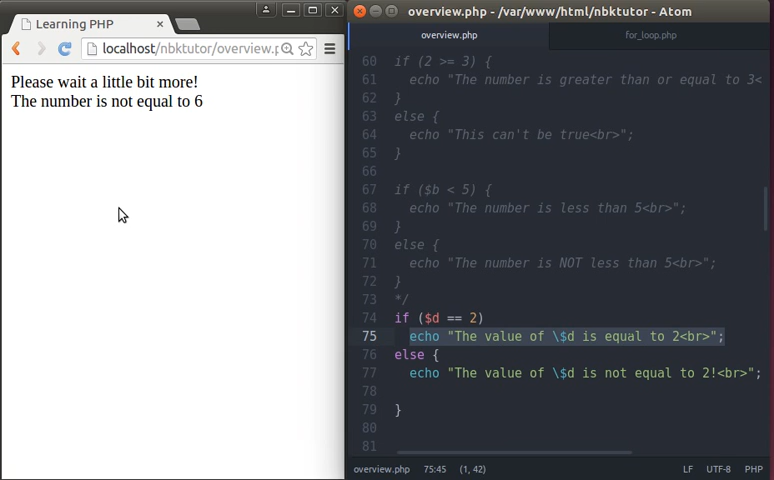 Learning PHP
localhost/nbktutor/overview.p
Please wait a little bit more!
The number is not equal to 6
overview.php - /var/www/html/nbktutor - Atom
overview.php
for_loop.php
60 if (2 >= 3) {
61 echo "The number is greater than or equal to 3<
62 }
63 else {
64 echo "This can't be true<br>";
65 }
66
67 if ($b < 5) {
68 echo "The number is less than 5<br>";
69 }
70 else {
71 echo "The number is NOT less than 5<br>";
72 }
73 */
74 if ($d == 2)
75 echo "The value of \$d is equal to 2<br>";
76 else {
77 echo "The value of \$d is not equal to 2!<br>";
78
79 }
80
81
overview.php 75:45 (1, 42) LF UTF-8 PHP